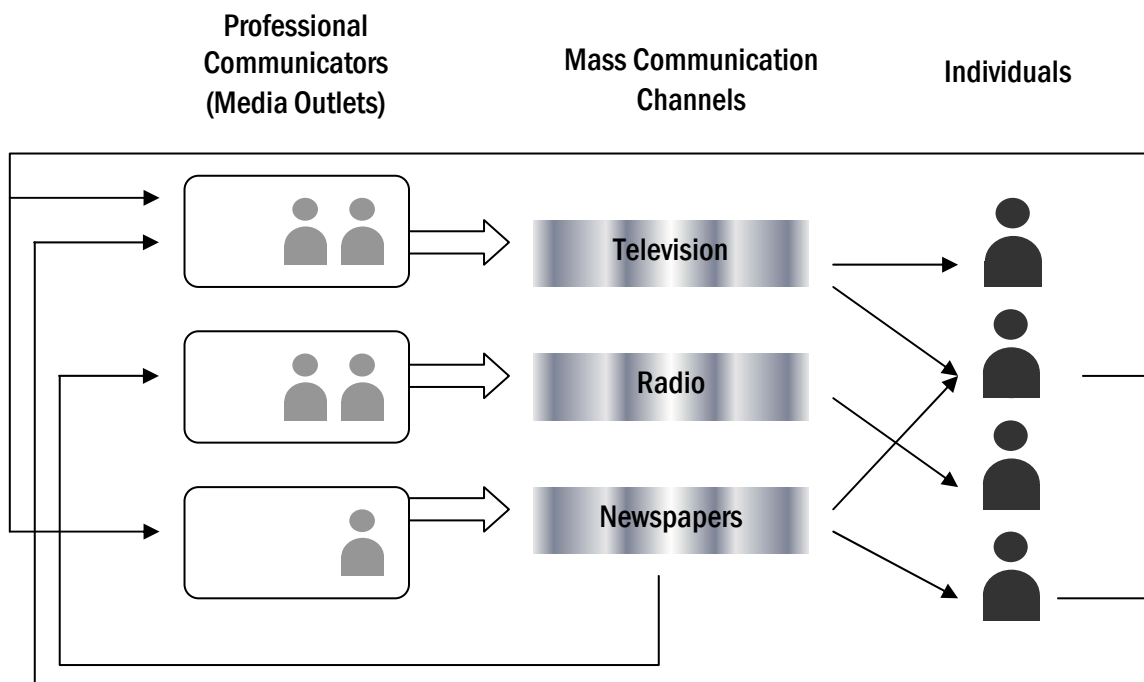 Professional
Communicators
(Media Outlets)
Mass Communication
Channels
Individuals
Television
Radio
Newspapers